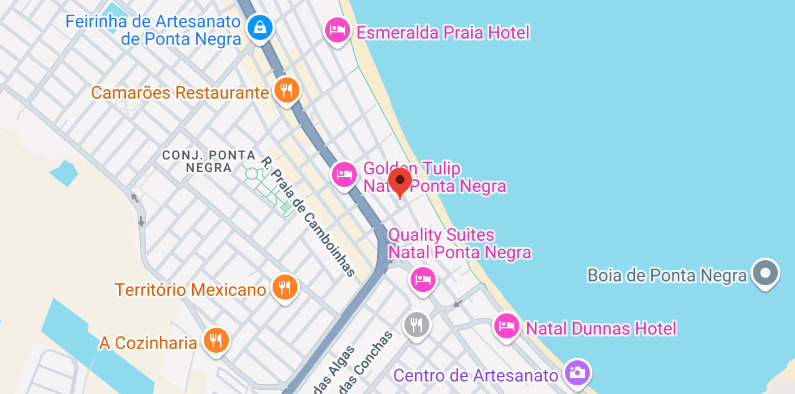 Feirinha de Artesanato
de Ponta Negra
Esmeralda Praia Hotel
Camarões Restaurante
CONJ. PONTA
NEGRA
R. Praia de Camboinhas
Golden Tulip
Natal Ponta Negra
Quality Suites
Natal Ponta Negra
Boia de Ponta Negra
Território Mexicano
Natal Dunnas Hotel
A Cozinharia
das Algas
das Conchas
Centro de Artesanato